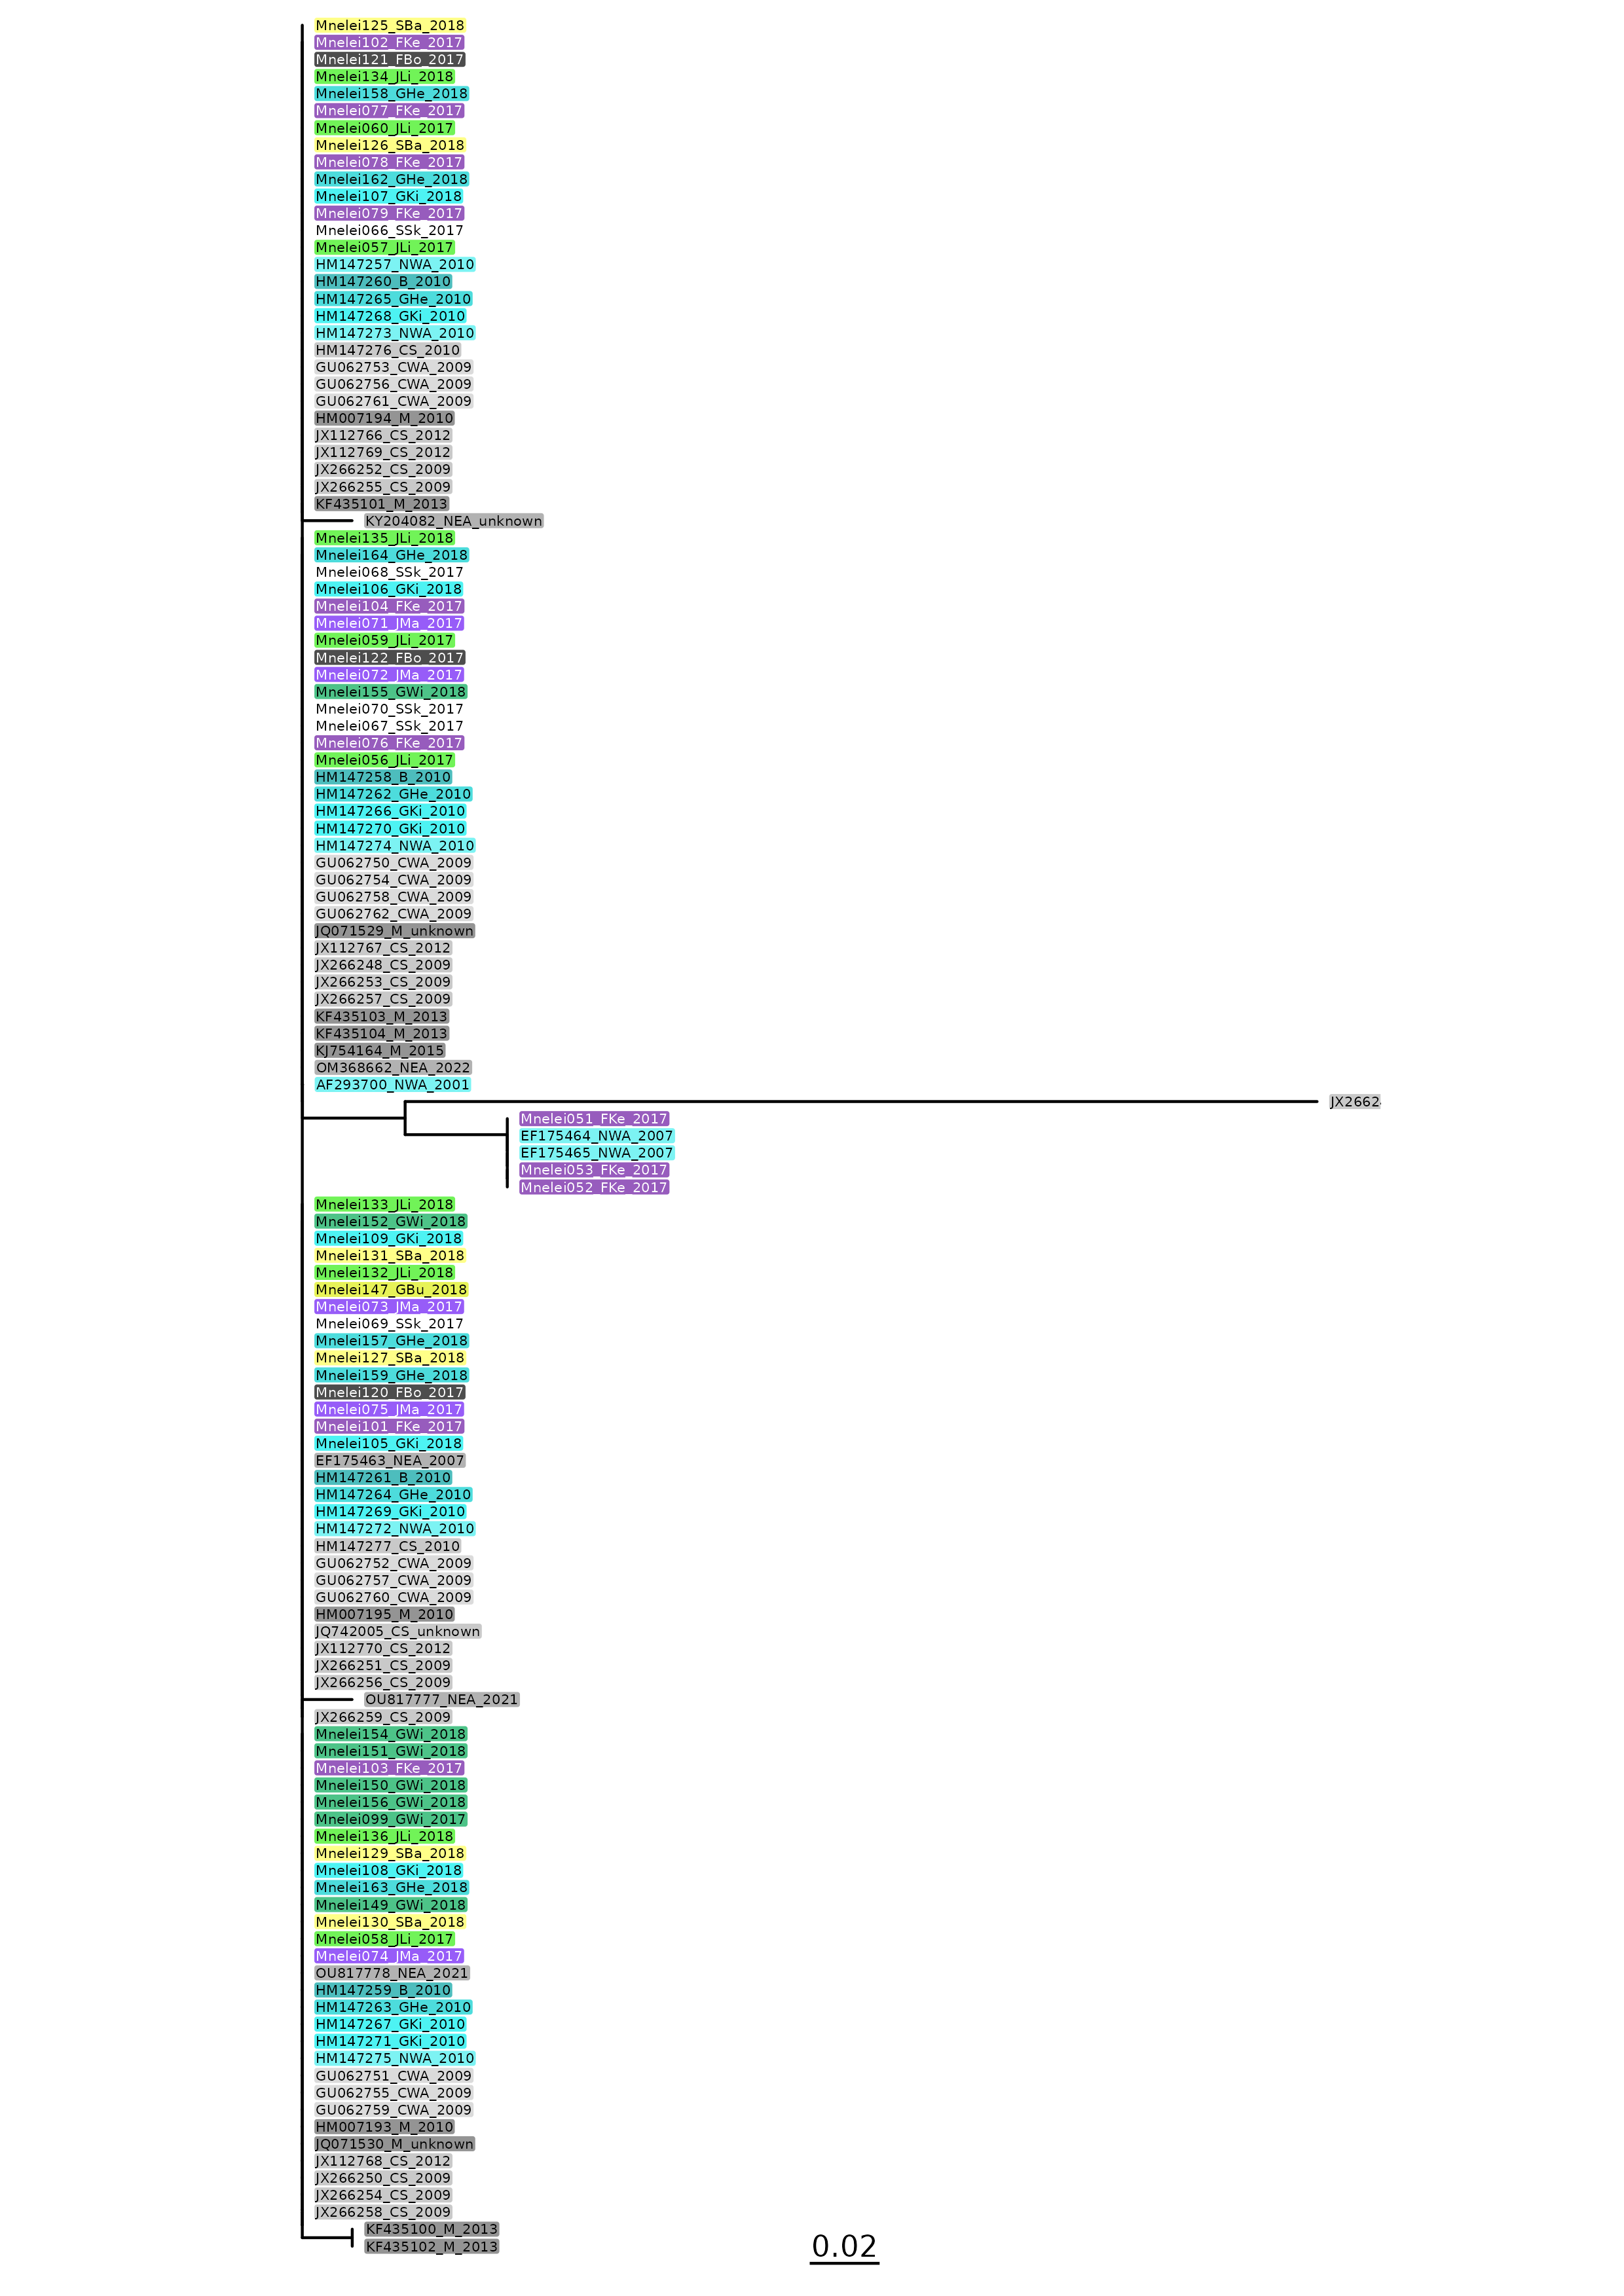 Mnelei125_SBa_2018
Mnelei102_FKe_2017
Mnelei121_FBo_2017
Mnelei134_JLi_2018
Mnelei158_GHe_2018
Mnelei077_FKe_2017
Mnelei060_JLi_2017
Mnelei126_SBa_2018
Mnelei078_FKe_2017
Mnelei162_GHe_2018
Mnelei107_GKi_2018
Mnelei079_FKe_2017
Mnelei066_SSk_2017
Mnelei057_JLi_2017
HM147257_NWA_2010
HM147260_B_2010
HM147265_GHe_2010
HM147268_GKi_2010
HM147273_NWA_2010
HM147276_CS_2010
GU062753_CWA_2009
GU062756_CWA_2009
GU062761_CWA_2009
HM007194_M_2010
JX112766_CS_2012
JX112769_CS_2012
JX266252_CS_2009
JX266255_CS_2009
KF435101_M_2013
KY204082_NEA_unknown
Mnelei135_JLi_2018
Mnelei164_GHe_2018
Mnelei068_SSk_2017
Mnelei106_GKi_2018
Mnelei104_FKe_2017
Mnelei071_JMa_2017
Mnelei059_JLi_2017
Mnelei122_FBo_2017
Mnelei072_JMa_2017
Mnelei155_GWi_2018
Mnelei070_SSk_2017
Mnelei067_SSk_2017
Mnelei076_FKe_2017
Mnelei056_JLi_2017
HM147258_B_2010
HM147262_GHe_2010
HM147266_GKi_2010
HM147270_GKi_2010
HM147274_NWA_2010
GU062750_CWA_2009
GU062754_CWA_2009
GU062758_CWA_2009
GU062762_CWA_2009
JQ071529_M_unknown
JX112767_CS_2012
JX266248_CS_2009
JX266253_CS_2009
JX266257_CS_2009
KF435103_M_2013
KF435104_M_2013
KJ754164_M_2015
OM368662_NEA_2022
AF293700_NWA_2001
JX2662
Mnelei051_FKe_2017
EF175464_NWA_2007
EF175465_NWA_2007
Mnelei053_FKe_2017
Mnelei052_FKe_2017
Mnelei133_JLi_2018
Mnelei152_GWi_2018
Mnelei109_GKi_2018
Mnelei131_SBa_2018
Mnelei132_JLi_2018
Mnelei147_GBu_2018
Mnelei073_JMa_2017
Mnelei069_SSk_2017
Mnelei157_GHe_2018
Mnelei127_SBa_2018
Mnelei159_GHe_2018
Mnelei120_FBo_2017
Mnelei075_JMa_2017
Mnelei101_FKe_2017
Mnelei105_GKi_2018
EF175463_NEA_2007
HM147261_B_2010
HM147264_GHe_2010
HM147269_GKi_2010
HM147272_NWA_2010
HM147277_CS_2010
GU062752_CWA_2009
GU062757_CWA_2009
GU062760_CWA_2009
HM007195_M_2010
JQ742005_CS_unknown
JX112770_CS_2012
JX266251_CS_2009
JX266256_CS_2009
OU817777_NEA_2021
JX266259_CS_2009
Mnelei154_GWi_2018
Mnelei151_GWi_2018
Mnelei103_FKe_2017
Mnelei150_GWi_2018
Mnelei156_GWi_2018
Mnelei099_GWi_2017
Mnelei136_JLi_2018
Mnelei129_SBa_2018
Mnelei108_GKi_2018
Mnelei163_GHe_2018
Mnelei149_GWi_2018
Mnelei130_SBa_2018
Mnelei058_JLi_2017
Mnelei074_JMa_2017
OU817778_NEA_2021
HM147259_B_2010
HM147263_GHe_2010
HM147267_GKi_2010
HM147271_GKi_2010
HM147275_NWA_2010
GU062751_CWA_2009
GU062755_CWA_2009
GU062759_CWA_2009
HM007193_M_2010
JQ071530_M_unknown
JX112768_CS_2012
JX266250_CS_2009
JX266254_CS_2009
JX266258_CS_2009
KF435100_M_2013
KF435102_M_2013
0.02